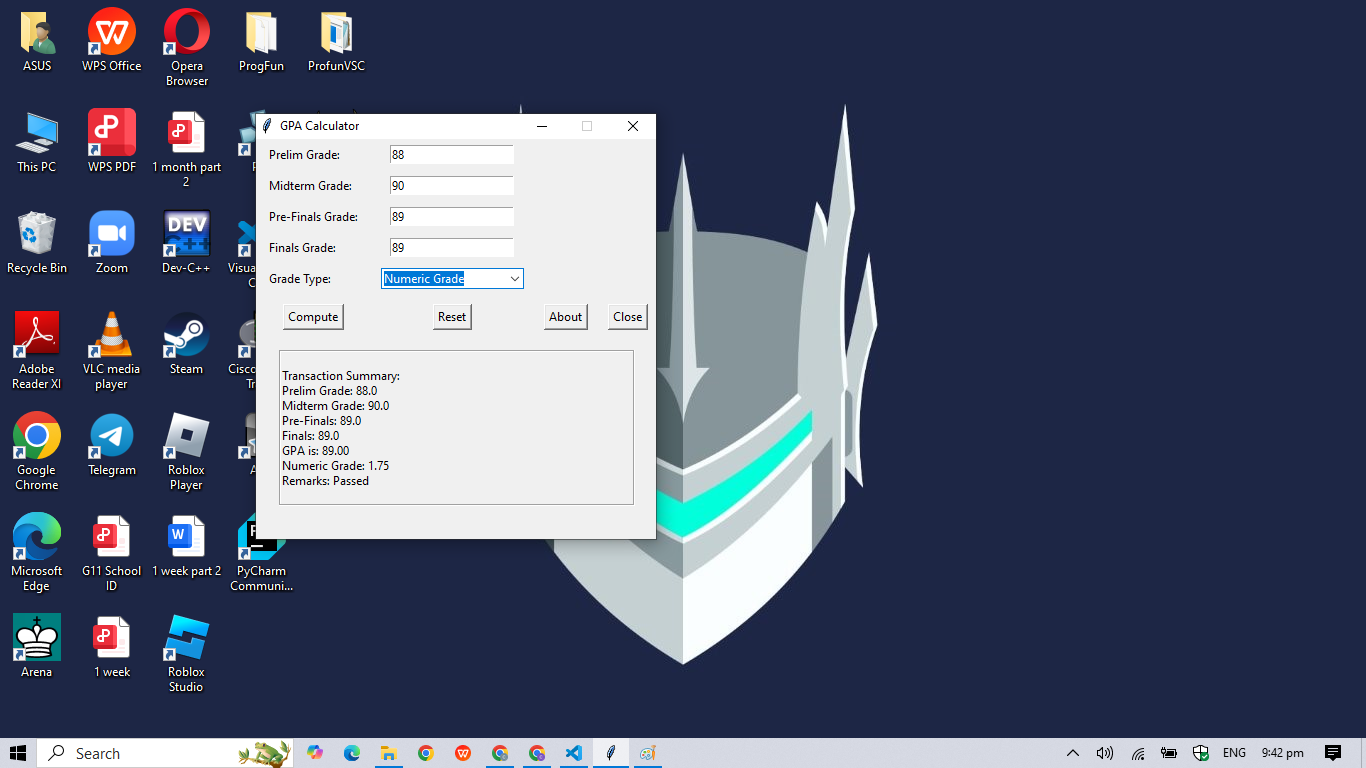 ASUS
WPS Office
Opera
Browser
ProgFun
ProfunVSC
This PC
WPS PDF
1 month part
2
Recycle Bin
Zoom
DEV
C++
Dev-C++
Adobe
Reader XI
VLC media
player
Steam
Google
Chrome
Telegram
Roblox
Player
Microsoft
Edge
G11 School
ID
1 week part 2
PyCharm
Communi...
Arena
1 week
Roblox
Studio
GPA Calculator
Prelim Grade: 88
Midterm Grade: 90
Pre-Finals Grade: 89
Finals Grade: 89
Grade Type: Numeric Grade
Compute Reset About Close
Transaction Summary:
Prelim Grade: 88.0
Midterm Grade: 90.0
Pre-Finals: 89.0
Finals: 89.0
GPA is: 89.00
Numeric Grade: 1.75
Remarks: Passed
Search
ENG
9:42 pm